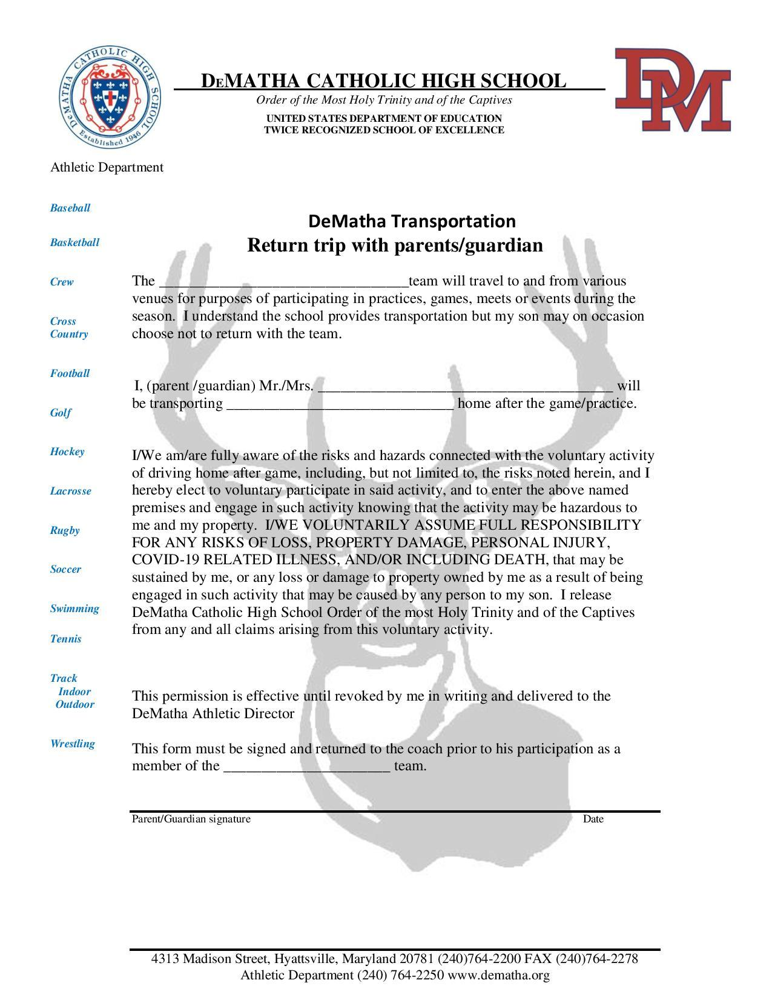 DeMATHA CATHOLIC HIGH SCHOOL
Order of the Most Holy Trinity and of the Captives
UNITED STATES DEPARTMENT OF EDUCATION
TWICE RECOGNIZED SCHOOL OF EXCELLENCE
DeMATHA CATHOLIC HIGH SCHOOL
Established 1946
DM
Athletic Department
Baseball
Basketball
Crew
Cross
Country
Football
Golf
Hockey
Lacrosse
Rugby
Soccer
Swimming
Tennis
Track
Indoor
Outdoor
Wrestling
DeMatha Transportation
Return trip with parents/guardian
The _________________________________team will travel to and from various
venues for purposes of participating in practices, games, meets or events during the
season.  I understand the school provides transportation but my son may on occasion
choose not to return with the team.
I, (parent /guardian) Mr./Mrs. _______________________________________ will
be transporting ______________________________ home after the game/practice.
I/We am/are fully aware of the risks and hazards connected with the voluntary activity
of driving home after game, including, but not limited to, the risks noted herein, and I
hereby elect to voluntary participate in said activity, and to enter the above named
premises and engage in such activity knowing that the activity may be hazardous to
me and my property.  I/WE VOLUNTARILY ASSUME FULL RESPONSIBILITY
FOR ANY RISKS OF LOSS, PROPERTY DAMAGE, PERSONAL INJURY,
COVID-19 RELATED ILLNESS, AND/OR INCLUDING DEATH, that may be
sustained by me, or any loss or damage to property owned by me as a result of being
engaged in such activity that may be caused by any person to my son.  I release
DeMatha Catholic High School Order of the most Holy Trinity and of the Captives
from any and all claims arising from this voluntary activity.
This permission is effective until revoked by me in writing and delivered to the
DeMatha Athletic Director
This form must be signed and returned to the coach prior to his participation as a
member of the ______________________ team.
Parent/Guardian signature Date
4313 Madison Street, Hyattsville, Maryland 20781 (240)764-2200 FAX (240)764-2278
Athletic Department (240) 764-2250 www.dematha.org